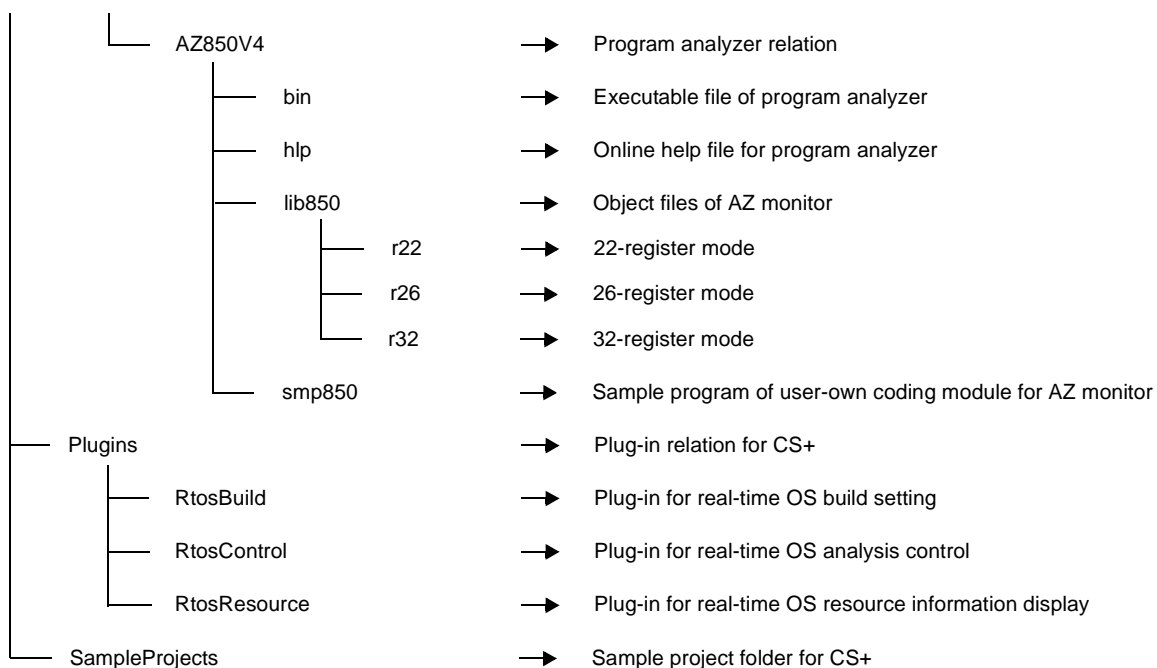 AZ850V4 Program analyzer relation
bin Executable file of program analyzer
hlp Online help file for program analyzer
lib850 Object files of AZ monitor
r22 22-register mode
r26 26-register mode
r32 32-register mode
smp850 Sample program of user-own coding module for AZ monitor
Plugins Plug-in relation for CS+
RtosBuild Plug-in for real-time OS build setting
RtosControl Plug-in for real-time OS analysis control
RtosResource Plug-in for real-time OS resource information display
SampleProjects Sample project folder for CS+